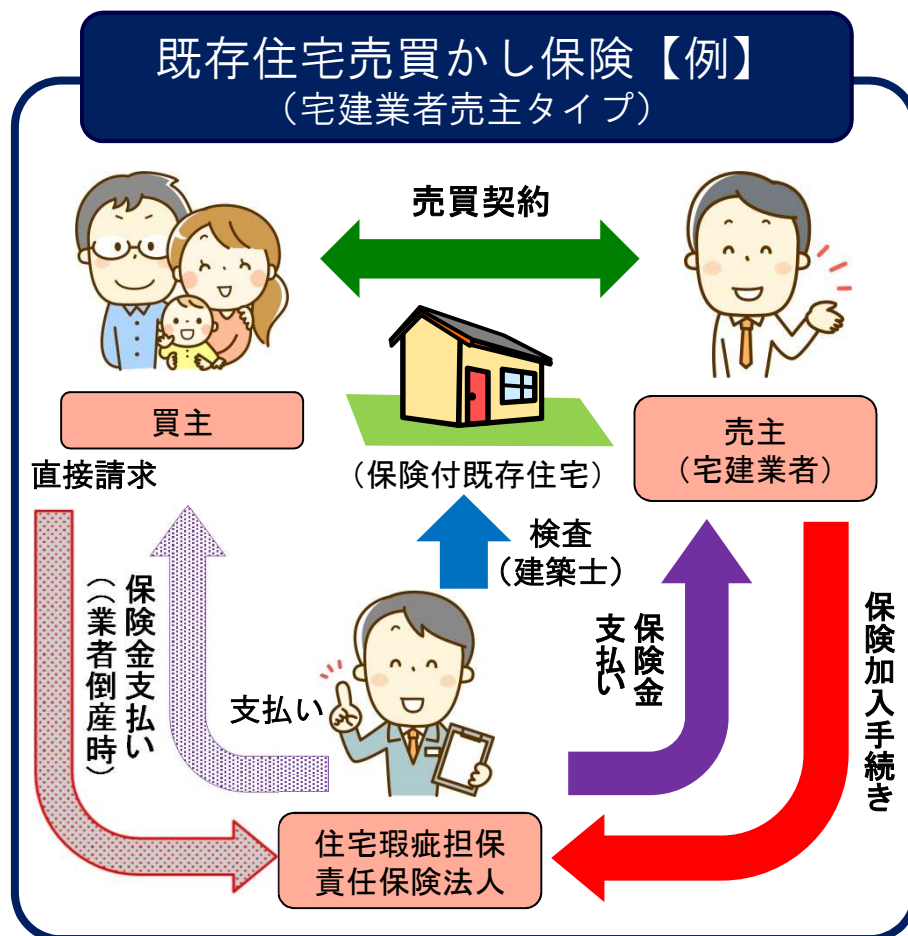 既存住宅売買かし保険【例】
（宅建業者売主タイプ）
売買契約
買主
売主
（宅建業者）
（保険付既存住宅）
直接請求
検査
（建築士）
保険金支払い
（（業者倒産時）
支払い
保険金
支払い
保険加入手続き
住宅瑕疵担保
責任保険法人